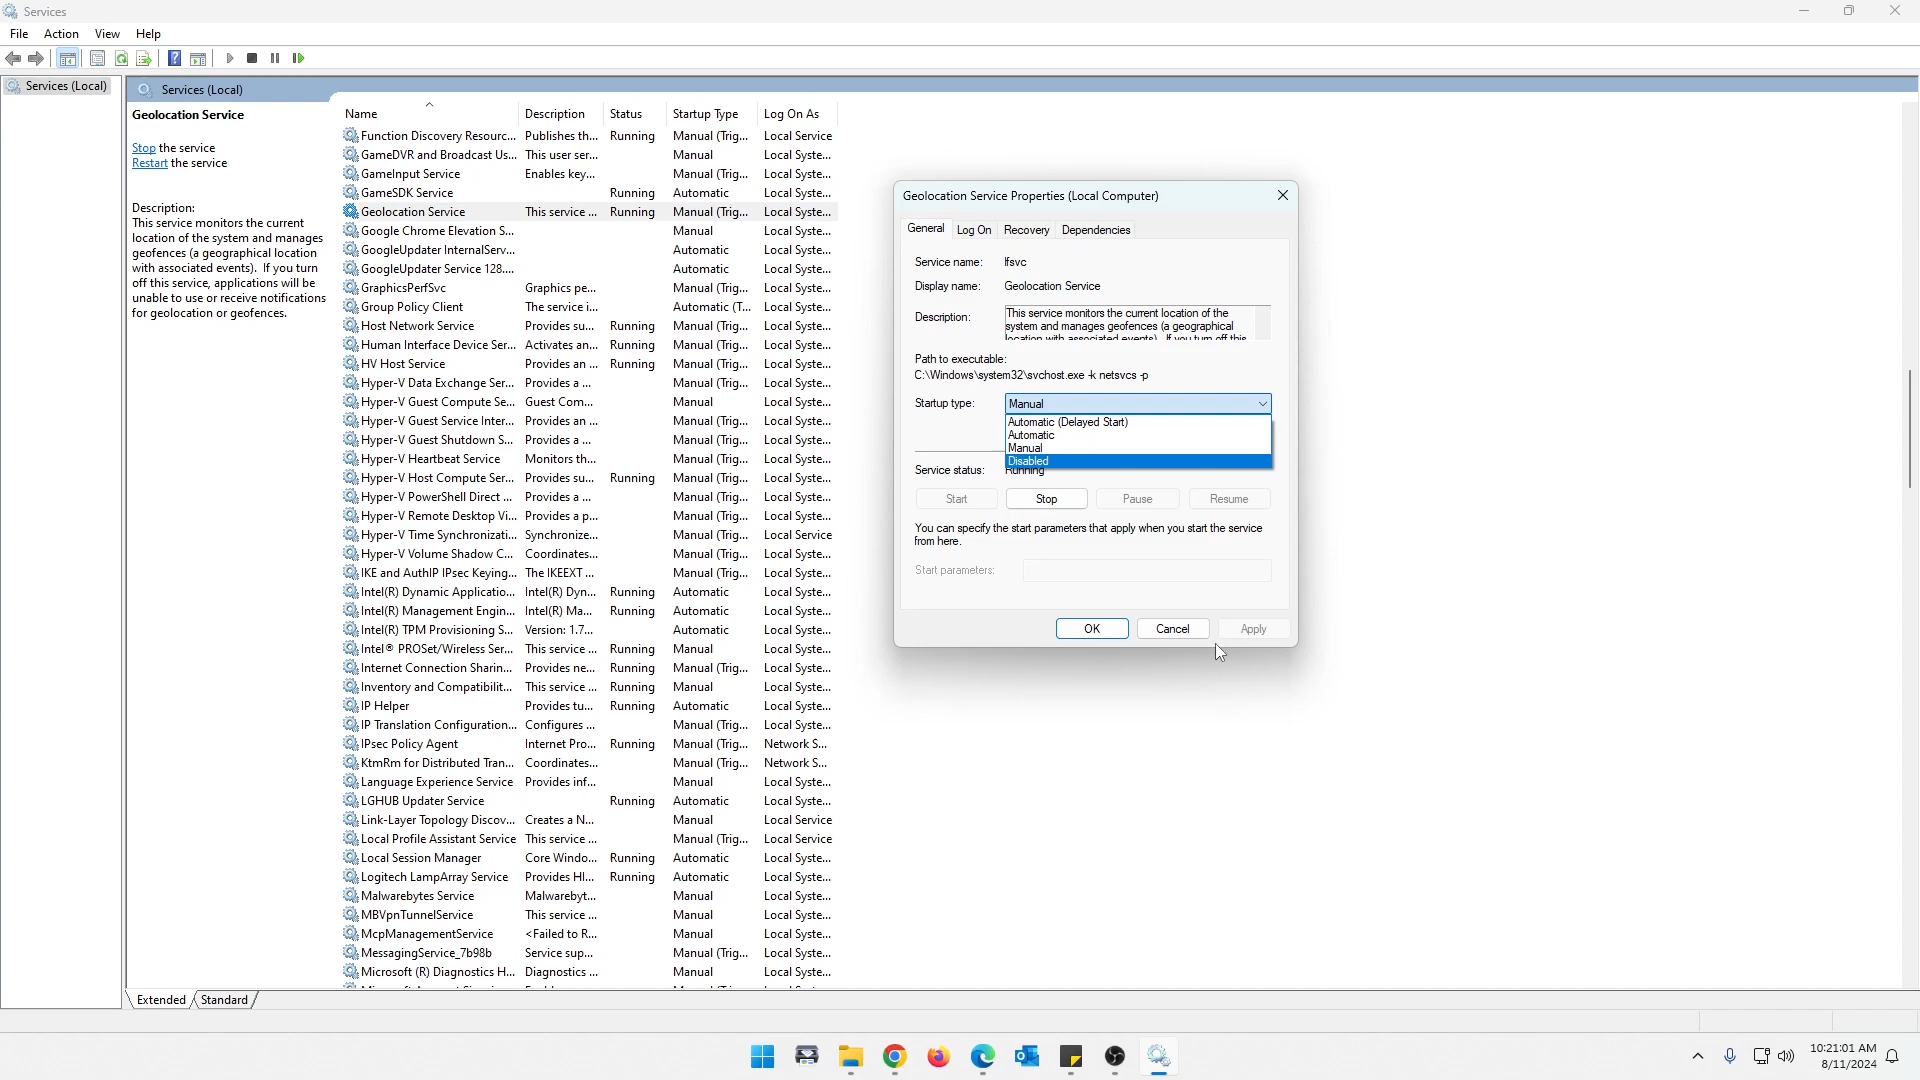 Services
File Action View Help
Services (Local)
Services (Local)
Geolocation Service
Stop the service
Restart the service
Description:
This service monitors the current
location of the system and manages
geofences (a geographical location
with associated events). If you turn
off this service, applications will be
unable to use or receive notifications
for geolocation or geofences.
Name Description Status Startup Type Log On As
Function Discovery Resourc... Publishes th... Running Manual (Trig... Local Service
GameDVR and Broadcast Us... This user ser... Manual Local Syste...
GameInput Service Enables key... Manual (Trig... Local Syste...
GameSDK Service Running Automatic Local Syste...
Geolocation Service This service ... Running Manual (Trig... Local Syste...
Google Chrome Elevation S... Manual Local Syste...
GoogleUpdater InternalServ... Automatic Local Syste...
GoogleUpdater Service 128.... Automatic Local Syste...
GraphicsPerfSvc Graphics pe... Manual (Trig... Local Syste...
Group Policy Client The service i... Automatic (T... Local Syste...
Host Network Service Provides su... Running Manual (Trig... Local Syste...
Human Interface Device Ser... Activates an... Running Manual (Trig... Local Syste...
HV Host Service Provides an ... Running Manual (Trig... Local Syste...
Hyper-V Data Exchange Ser... Provides a ... Manual (Trig... Local Syste...
Hyper-V Guest Compute Se... Guest Com... Manual Local Syste...
Hyper-V Guest Service Inter... Provides an ... Manual (Trig... Local Syste...
Hyper-V Guest Shutdown S... Provides a ... Manual (Trig... Local Syste...
Hyper-V Heartbeat Service Monitors th... Manual (Trig... Local Syste...
Hyper-V Host Compute Ser... Provides su... Running Manual (Trig... Local Syste...
Hyper-V PowerShell Direct ... Provides a ... Manual (Trig... Local Syste...
Hyper-V Remote Desktop Vi... Provides a p... Manual (Trig... Local Syste...
Hyper-V Time Synchronizati... Synchronize... Manual (Trig... Local Service
Hyper-V Volume Shadow C... Coordinates... Manual (Trig... Local Syste...
IKE and AuthIP IPsec Keying... The IKEEXT ... Manual (Trig... Local Syste...
Intel(R) Dynamic Applicatio... Intel(R) Dyn... Running Automatic Local Syste...
Intel(R) Management Engin... Intel(R) Ma... Running Automatic Local Syste...
Intel(R) TPM Provisioning S... Version: 1.7... Automatic Local Syste...
Intel® PROSet/Wireless Ser... This service ... Running Manual Local Syste...
Internet Connection Sharin... Provides ne... Running Manual (Trig... Local Syste...
Inventory and Compatibilit... This service ... Running Manual Local Syste...
IP Helper Provides tu... Running Automatic Local Syste...
IP Translation Configuration... Configures ... Manual (Trig... Local Syste...
IPsec Policy Agent Internet Pro... Running Manual (Trig... Network S...
KtmRm for Distributed Tran... Coordinates... Manual (Trig... Network S...
Language Experience Service Provides inf... Manual Local Syste...
LGHUB Updater Service Running Automatic Local Syste...
Link-Layer Topology Discov... Creates a N... Manual Local Service
Local Profile Assistant Service This service ... Manual (Trig... Local Service
Local Session Manager Core Windo... Running Automatic Local Syste...
Logitech LampArray Service Provides HI... Running Automatic Local Syste...
Malwarebytes Service Malwarebyt... Manual Local Syste...
MBVpnTunnelService This service ... Manual Local Syste...
McpManagementService <Failed to R... Manual Local Syste...
MessagingService_7b98b Service sup... Manual (Trig... Local Syste...
Microsoft (R) Diagnostics H... Diagnostics ... Manual Local Syste...
Extended Standard
Geolocation Service Properties (Local Computer)
General Log On Recovery Dependencies
Service name: lfsvc
Display name: Geolocation Service
Description: This service monitors the current location of the
system and manages geofences (a geographical
location with associated events). If you turn off this
Path to executable:
C:\Windows\system32\svchost.exe -k netsvcs -p
Startup type: Manual
Automatic (Delayed Start)
Automatic
Manual
Disabled
Service status: Running
Start Stop Pause Resume
You can specify the start parameters that apply when you start the service
from here.
Start parameters:
OK Cancel Apply
10:21:01 AM
8/11/2024